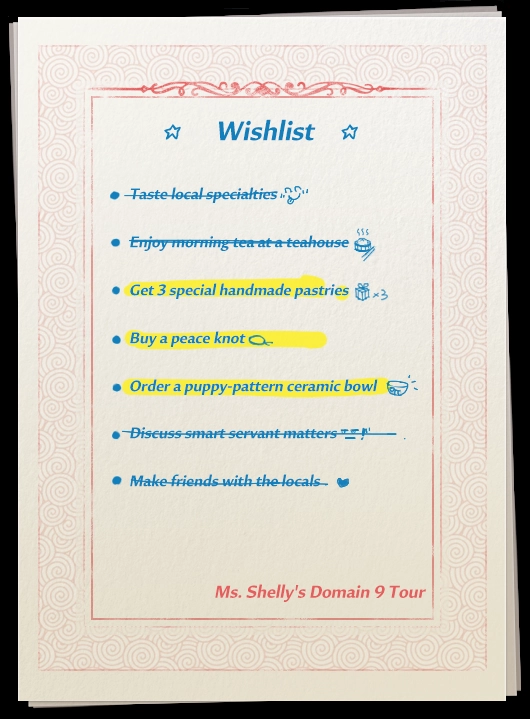 Wishlist
Taste local specialties
Enjoy morning tea at a teahouse
Get 3 special handmade pastries ×3
Buy a peace knot
Order a puppy-pattern ceramic bowl
Discuss smart servant matters
Make friends with the locals
Ms. Shelly's Domain 9 Tour